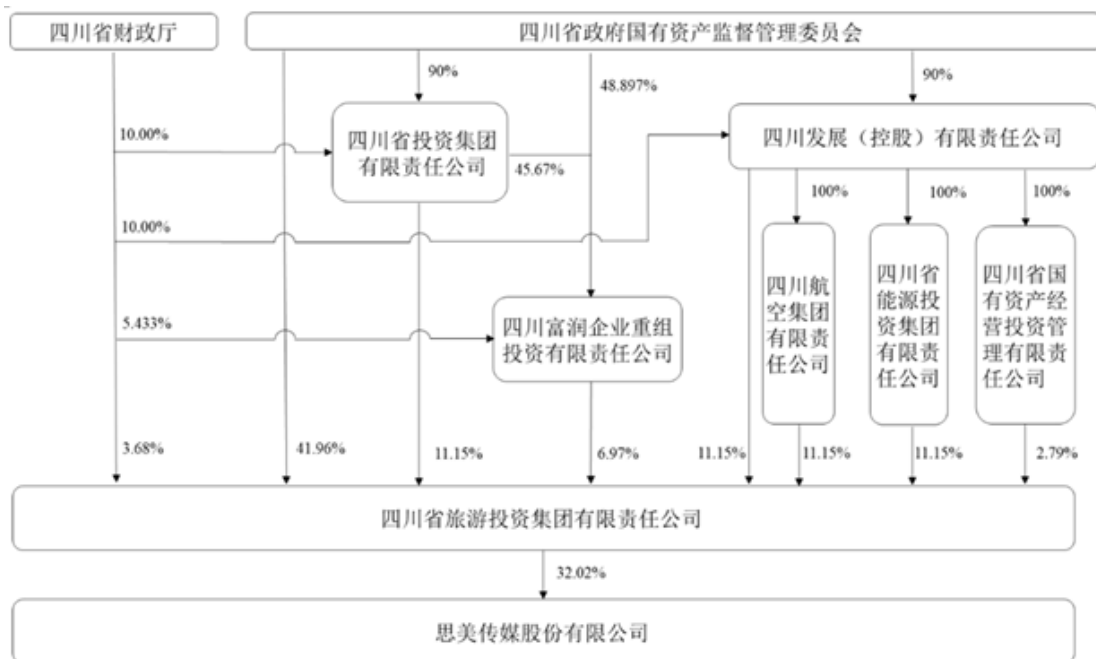 四川省财政厅
四川省政府国有资产监督管理委员会
90%
48.897%
90%
10.00%
四川省投资集团
有限责任公司
45.67%
四川发展（控股）有限责任公司
100%
100%
100%
10.00%
四川航
空集团
有限责
任公司
四川省
能源投
资集团
有限责
任公司
四川省国
有资产经
营投资管
理有限责
任公司
5.433%
四川富润企业重组
投资有限责任公司
3.68%
41.96%
11.15%
6.97%
11.15%
11.15%
11.15%
2.79%
四川省旅游投资集团有限责任公司
32.02%
思美传媒股份有限公司